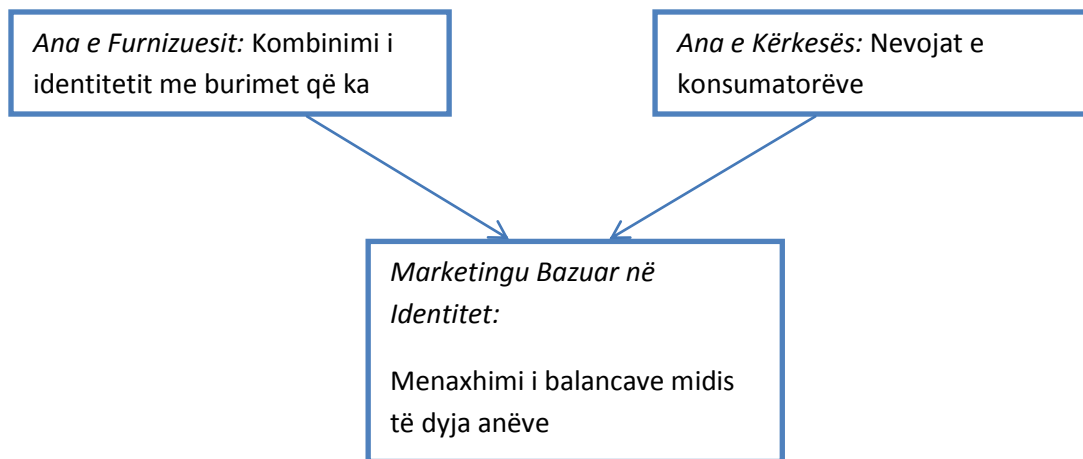 Ana e Furnizuesit: Kombinimi i
identitetit me burimet që ka
Ana e Kërkesës: Nevojat e
konsumatorëve
Marketingu Bazuar në
Identitet:
Menaxhimi i balancave midis
të dyja anëve